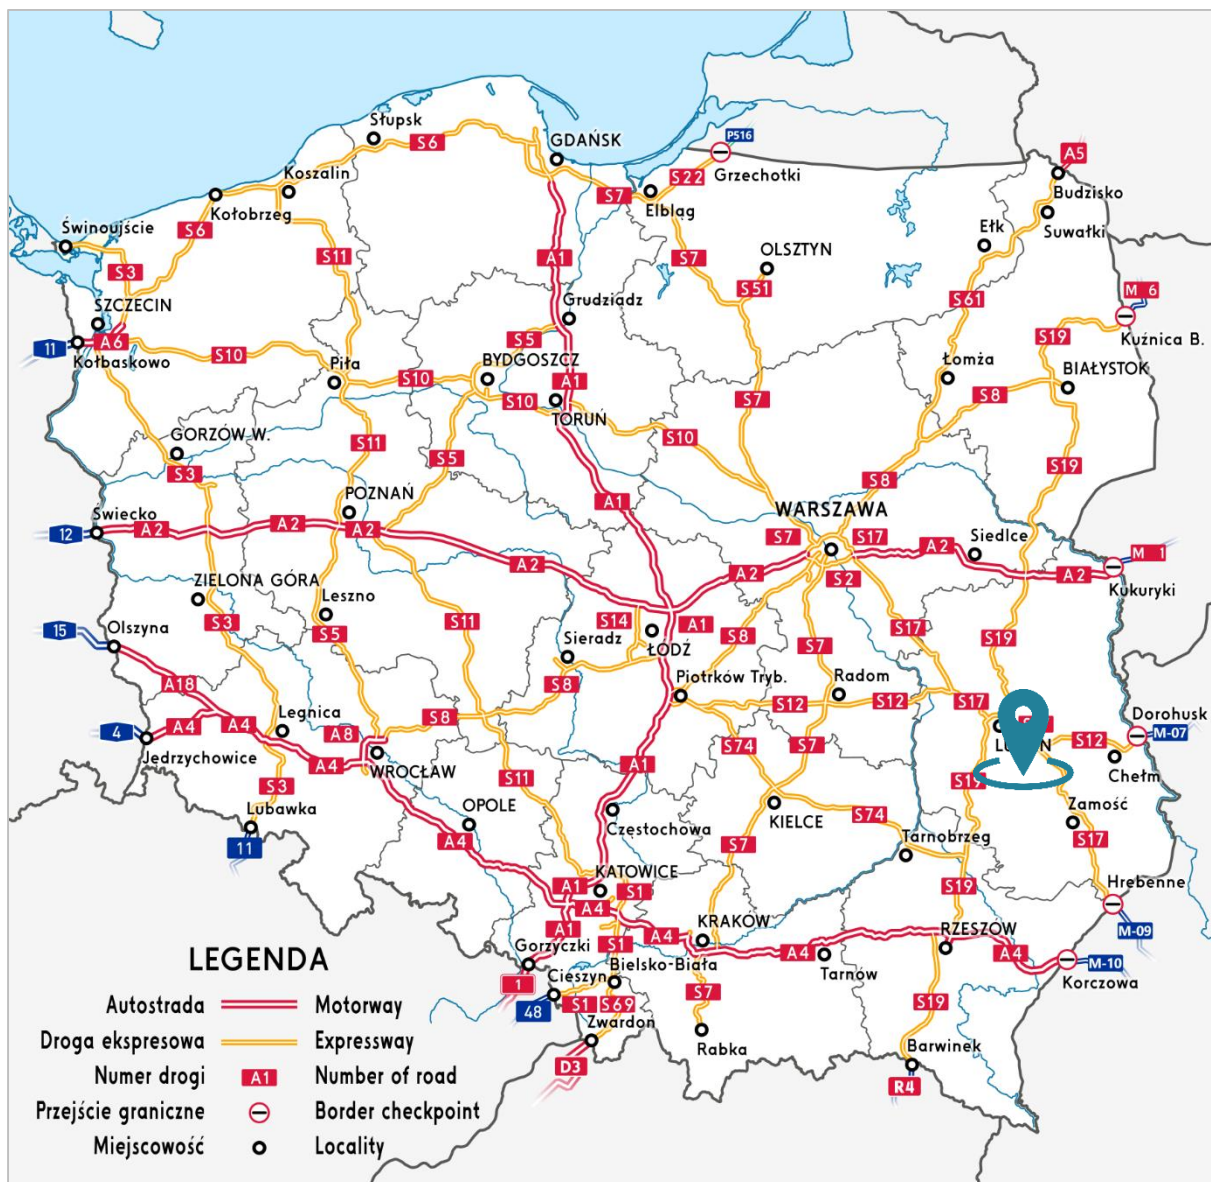 P516
Słupsk
S6
GDAŃSK
Grzechotki
A5
S22
Koszalin
Budzisko
S7
Elbląg
Kołobrzeg
Suwałki
Świnoujście
S6
Ełk
S11
A1
S7
OLSZTYN
S3
S51
M 6
SZCZECIN
Grudziądz
S61
S19
Kuźnica B.
11
A6
S5
Kołbaskowo
S10
BYDGOSZCZ
Łomża
Piła
BIAŁYSTOK
S10
A1
S8
S10
S7
TORUŃ
GORZÓW W.
S11
S10
S5
S19
S3
S8
POZNAŃ
A1
WARSZAWA
Świecko
12
A2
A2
A2
S7
S17
Siedlce
A2
M 1
A2
A2
S2
A2
Kukuryki
ZIELONA GÓRA
Leszno
S14
Olszyna
S3
S11
A1
S17
15
S5
Sieradz
ŁÓDŹ
S8
S19
S7
Radom
A18
S8
Piotrków Tryb.
S12
S12
S17
Legnica
S8
Dorohusk
4
A4
A4
A8
S12
M-07
Jedrzychowice
A4
WROCŁAW
S74
S7
Chełm
A1
S3
S11
S19
Lubawka
OPOLE
Częstochowa
KIELCE
S74
Zamość
11
A4
S7
Tarnobrzeg
S17
KATOWICE
A1
S1
S19
Hrebenne
A4
KRAKÓW
A1
S1
A4
RZESZÓW
M-09
LEGENDA
Gorzyczki
A4
A4
Bielsko-Biała
Tarnów
M-10
1
Cieszyn
S7
Korczowa
Autostrada
Motorway
48
S1
S69
S19
Zwardoń
Droga ekspresowa
Expressway
Rabka
Barwinek
D3
Numer drogi
A1
Number of road
R4
Przejście graniczne
Border checkpoint
Miejscowość
Locality